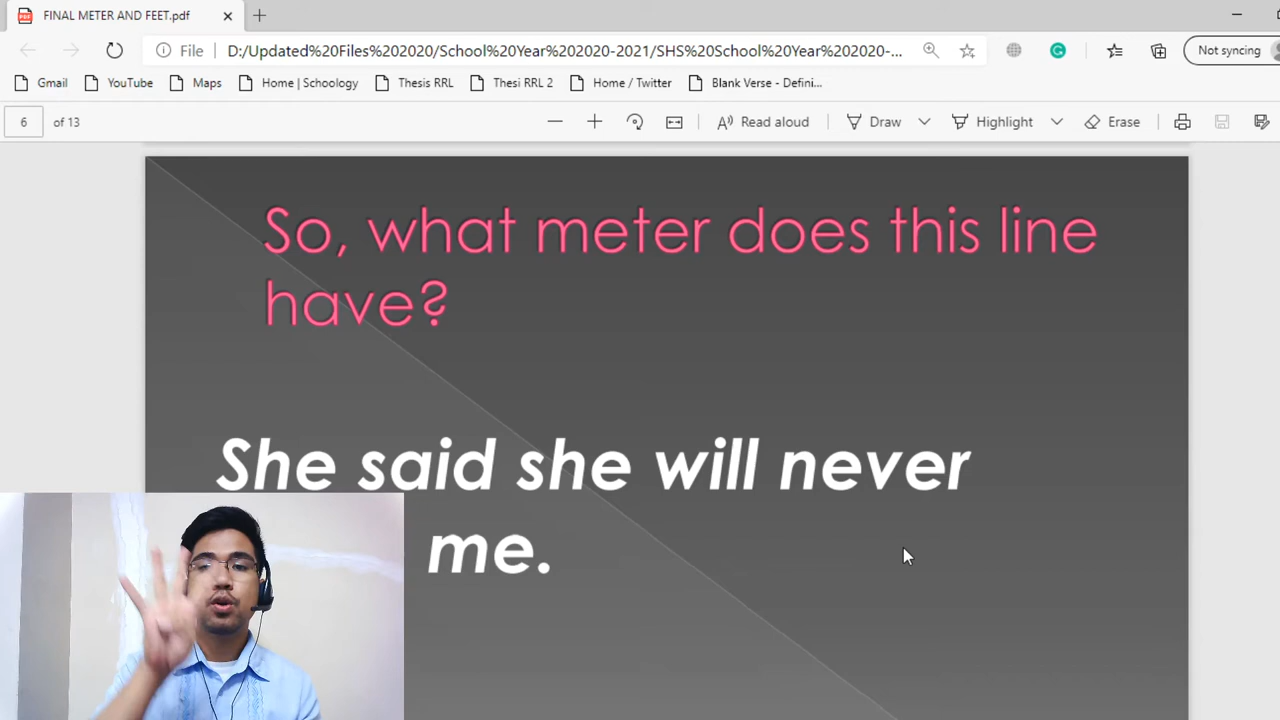 FINAL METER AND FEET.pdf
File D:/Updated%20Files%202020/School%20Year%202020-2021/SHS%20School%20Year%202020-... Not syncing
Gmail YouTube Maps Home | Schoology Thesis RRL Thesi RRL 2 Home / Twitter Blank Verse - Defini...
6 of 13 Read aloud Draw Highlight Erase
So, what meter does this line
have?
She said she will never
me.